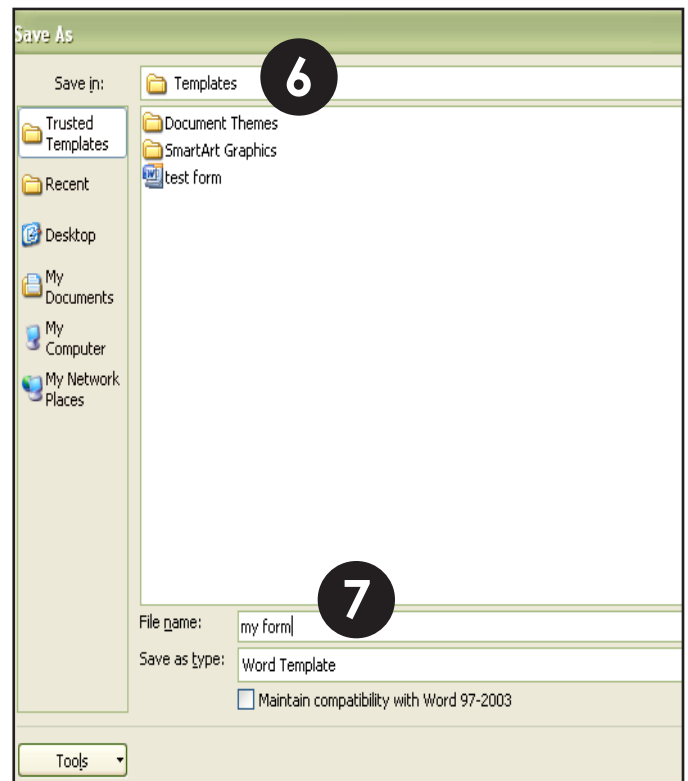 Save As
Save in:
Templates
6
Trusted
Templates
Recent
Desktop
My
Documents
My
Computer
My Network
Places
Document Themes
SmartArt Graphics
test form
7
File name:
my form
Save as type:
Word Template
Maintain compatibility with Word 97-2003
Tools